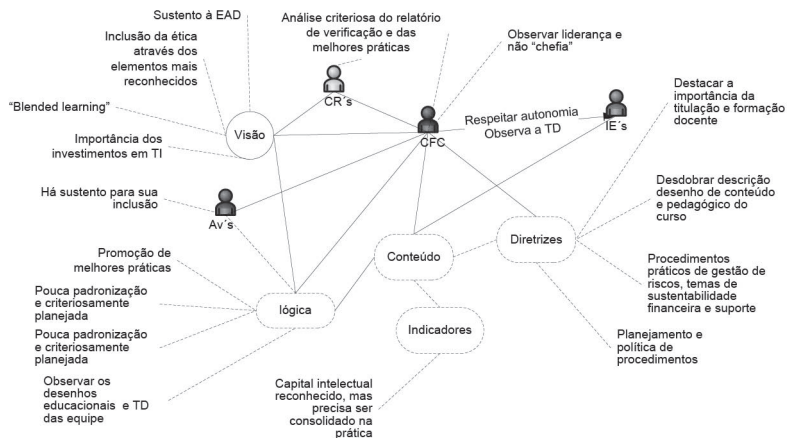 Sustento à EAD
Inclusão da ética
através dos
elementos mais
reconhecidos
“Blended learning”
Importância dos
investimentos em TI
Visão
Análise criteriosa do relatório
de verificação e das
melhores práticas
CR´s
Observar liderança e
não “chefia”
CFC
Respeitar autonomia
Observa a TD
IE´s
Destacar a
importância da
titulação e formação
docente
Há sustento para sua
inclusão
Av´s
Desdobrar descrição
desenho de conteúdo
e pedagógico do
curso
Conteúdo
Diretrizes
Promoção de
melhores práticas
Pouca padronização
e criteriosamente
planejada
Pouca padronização
e criteriosamente
planejada
lógica
Indicadores
Procedimentos
práticos de gestão de
riscos, temas de
sustentabilidade
financeira e suporte
Planejamento e
política de
procedimentos
Observar os
desenhos
educacionais e TD
das equipe
Capital intelectual
reconhecido, mas
precisa ser
consolidado na
prática